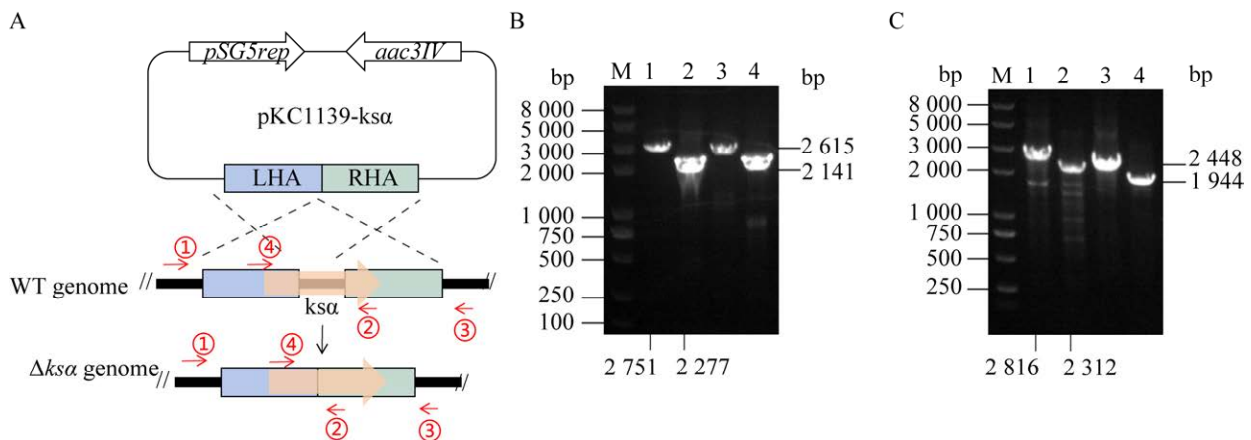 A
pSG5rep
aac3IV
pKC1139-ksα
LHA
RHA
①
④
WT genome
//
//
ksα
②
③
①
④
Δksα genome
//
//
②
③
B
bp
M 1 2 3 4
bp
8 000
5 000
3 000
2 000
1 000
750
500
250
100
2 615
2 141
2 751
2 277
C
bp
M 1 2 3 4
bp
8 000
5 000
3 000
2 000
1 000
750
500
250
2 448
1 944
2 816
2 312